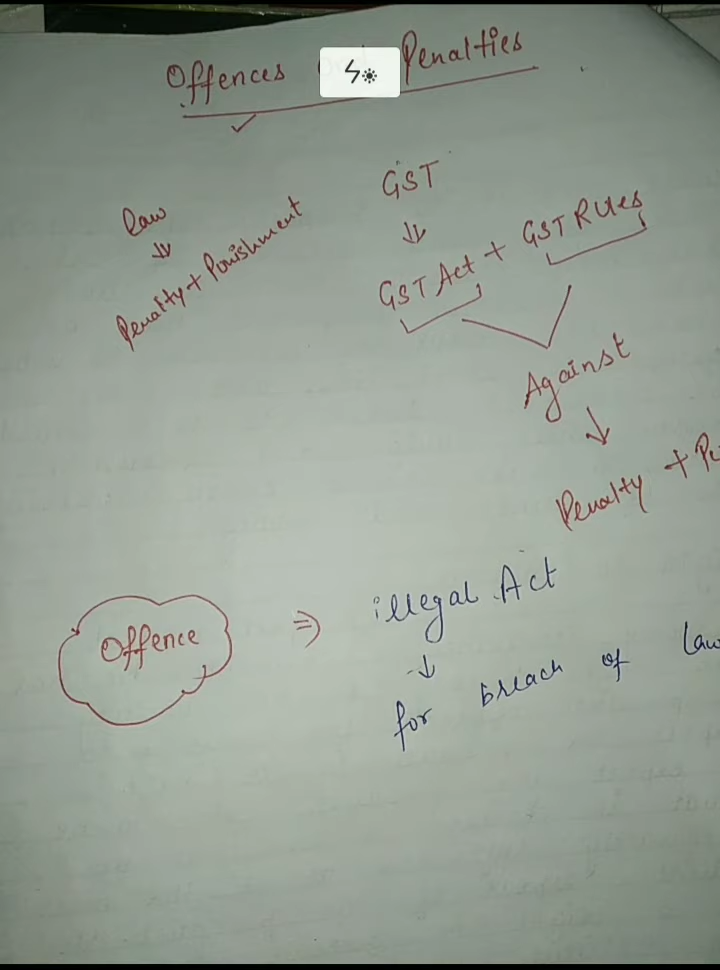 Offences Penalties
GST
Law
⇓
Penalty + Punishment
⇓
GST Act + GST Rules
Against
↓
Penalty +
Offence ⇒ illegal Act
↓
for breach of law